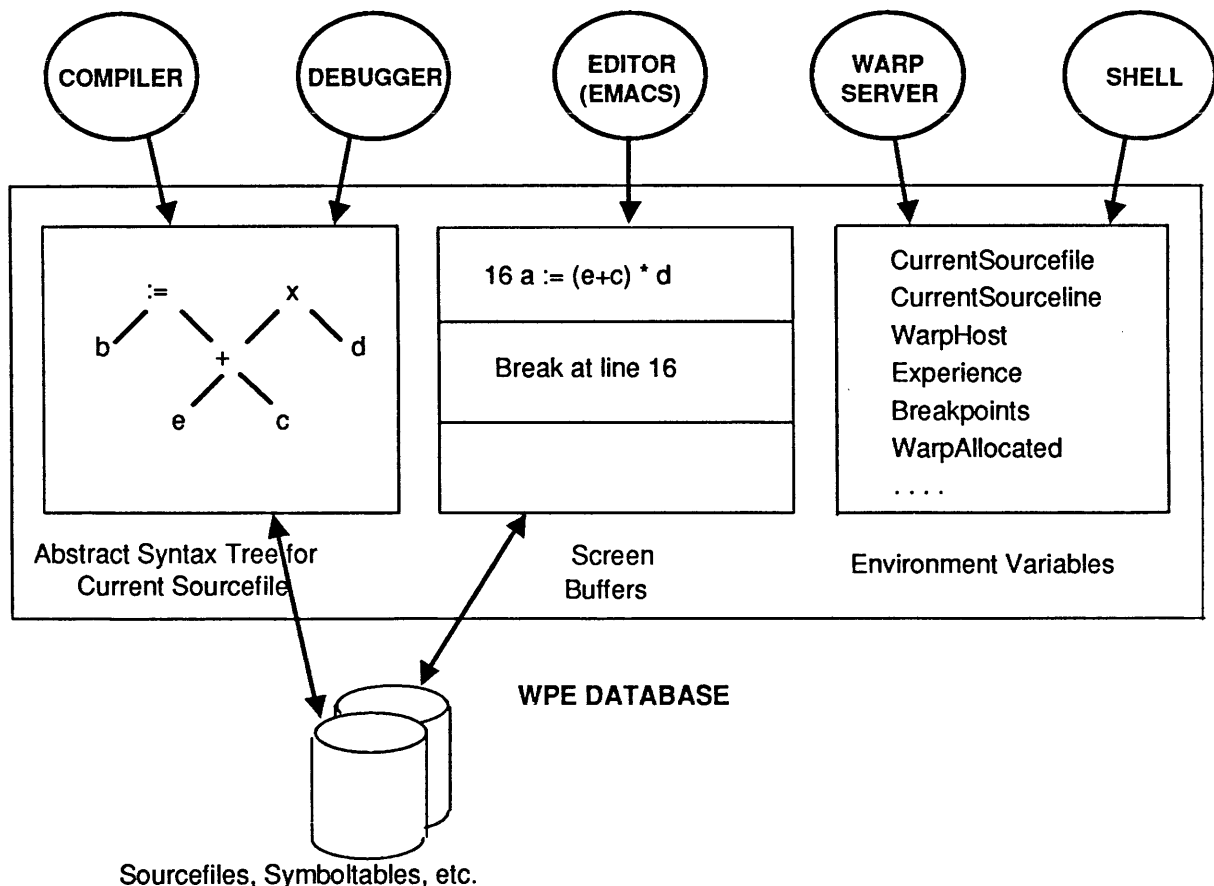 COMPILER
DEBUGGER
EDITOR
(EMACS)
WARP
SERVER
SHELL
:=
x
b
+
d
e
c
16 a := (e+c) * d
Break at line 16
CurrentSourcefile
CurrentSourceline
WarpHost
Experience
Breakpoints
WarpAllocated
. . . .
Abstract Syntax Tree for
Current Sourcefile
Screen
Buffers
Environment Variables
WPE DATABASE
Sourcefiles, Symboltables, etc.